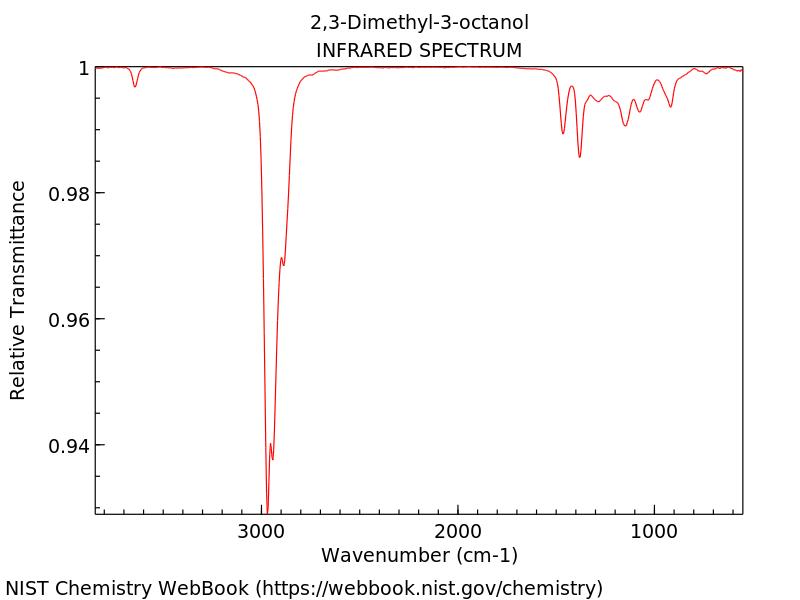 2,3-Dimethyl-3-octanol
INFRARED SPECTRUM
1
0.98
0.96
0.94
Relative Transmittance
3000 2000 1000
Wavenumber (cm-1)
NIST Chemistry WebBook (https://webbook.nist.gov/chemistry)